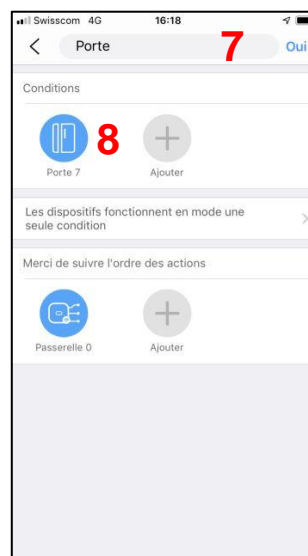 Swisscom 4G 16:18
Porte 7 Oui
Conditions
8
Porte 7 Ajouter
Les dispositifs fonctionnent en mode une
seule condition
Merci de suivre l'ordre des actions
Passerelle 0 Ajouter